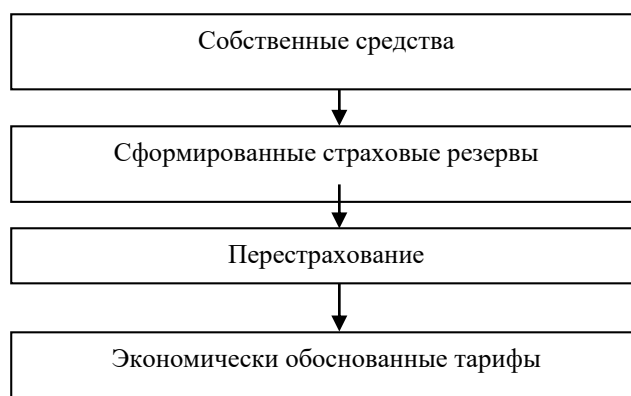 Собственные средства
Сформированные страховые резервы
Перестрахование
Экономически обоснованные тарифы